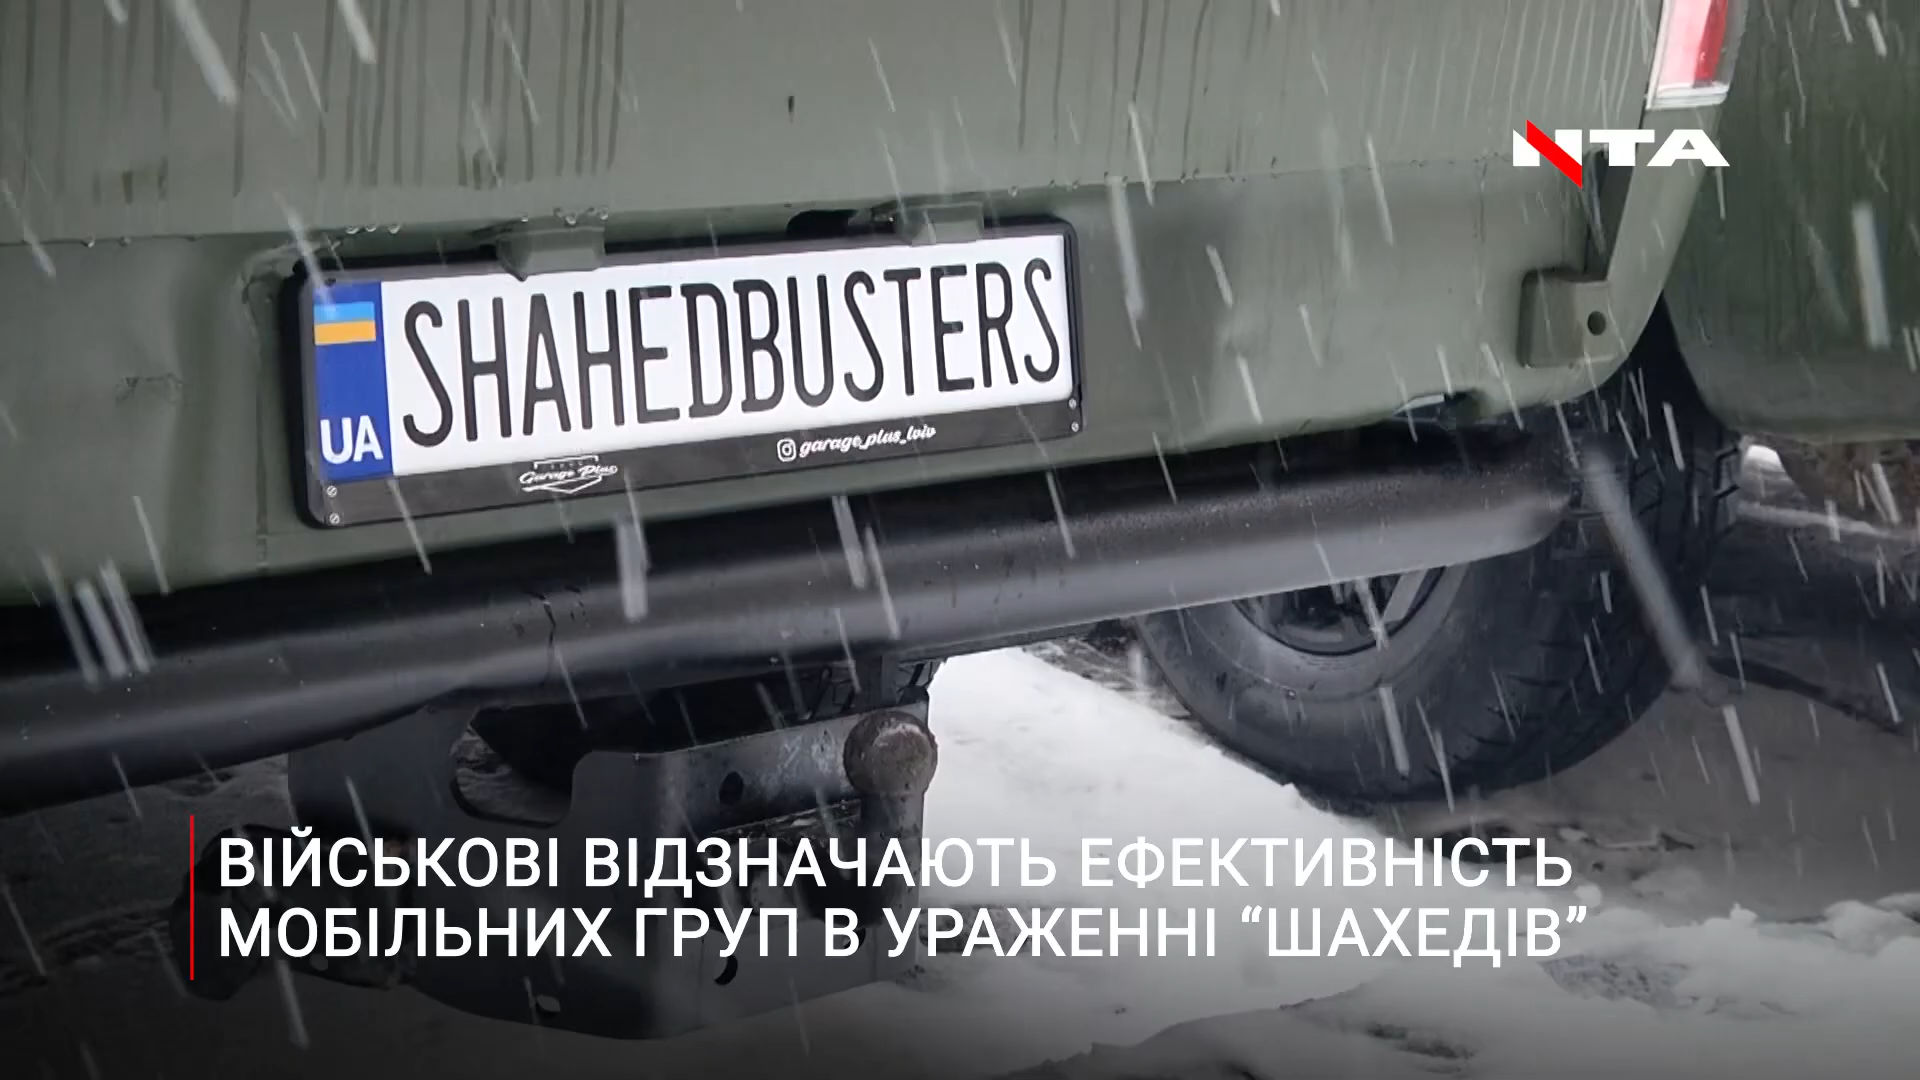 NTA
SHAHEDBUSTERS
UA
garage_plus_lviv
Garage Plus
ВІЙСЬКОВІ ВІДЗНАЧАЮТЬ ЕФЕКТИВНІСТЬ
МОБІЛЬНИХ ГРУП В УРАЖЕННІ “ШАХЕДІВ”